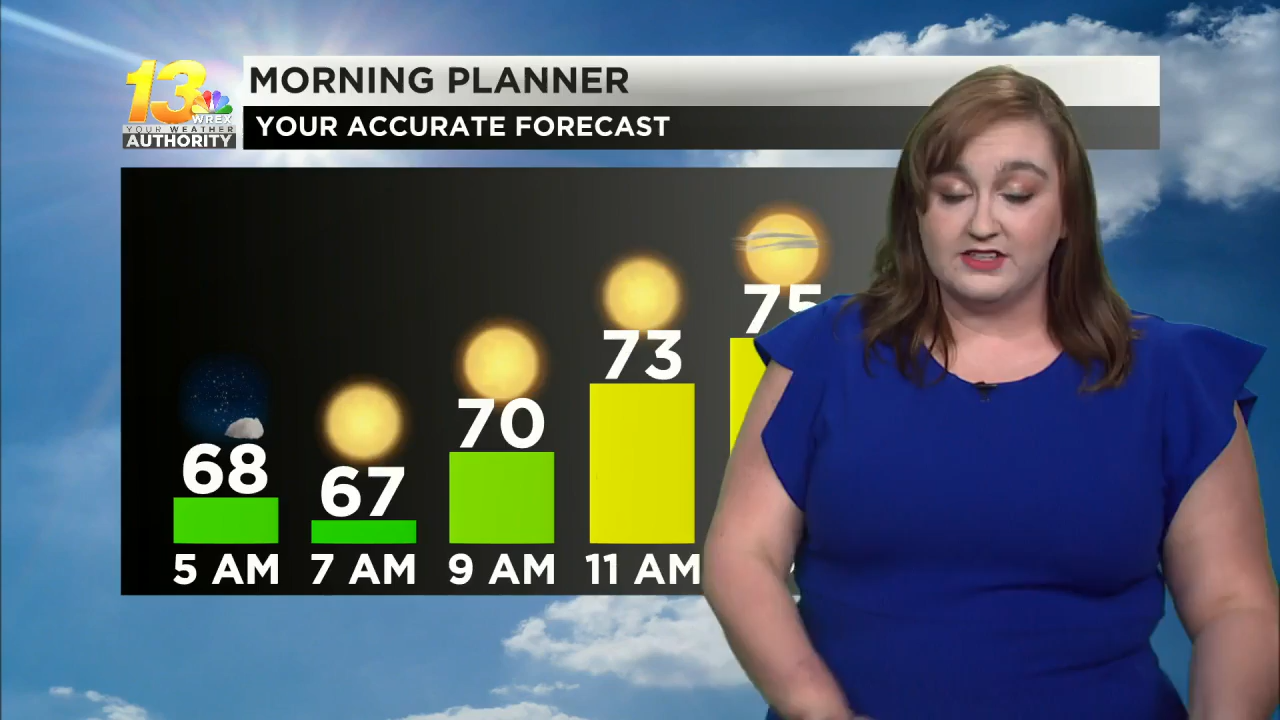 13
WREX
YOUR WEATHER
AUTHORITY
MORNING PLANNER
YOUR ACCURATE FORECAST
68 67 70 73 75
5 AM 7 AM 9 AM 11 AM